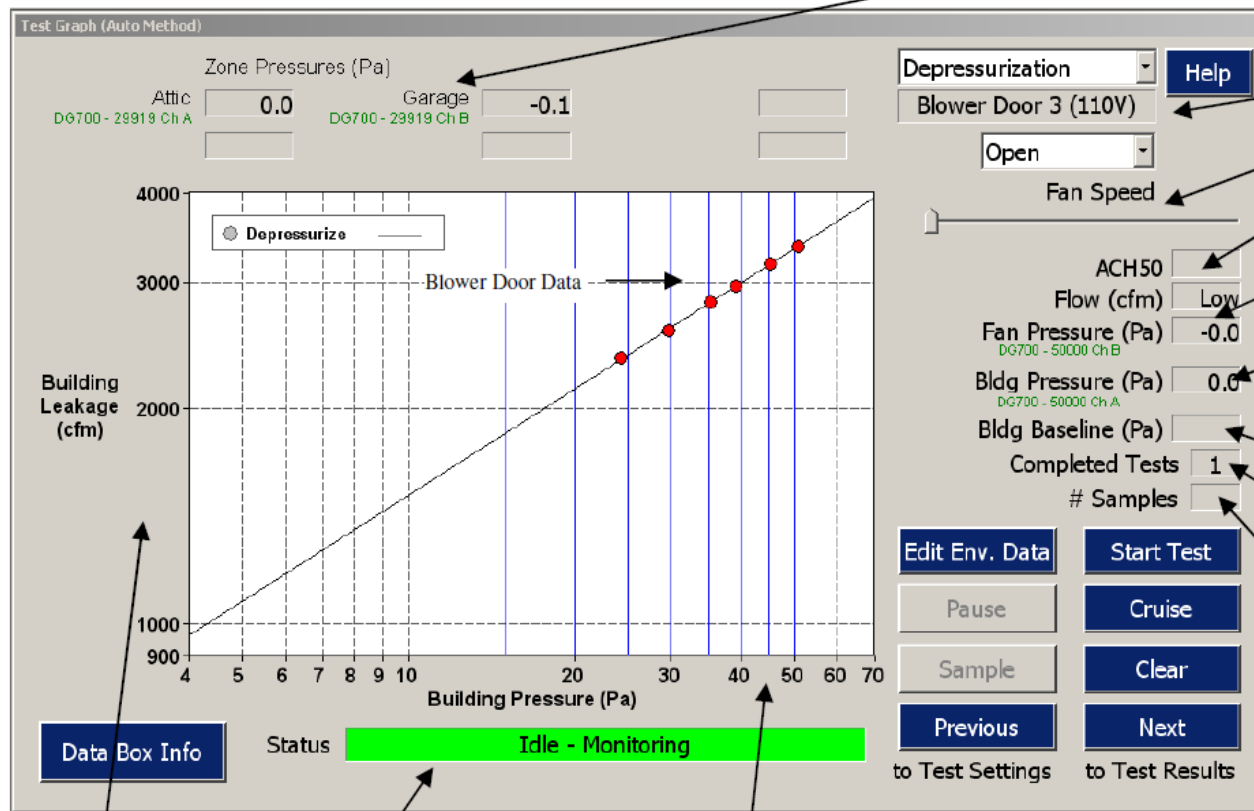 Test Graph (Auto Method)
Zone Pressures (Pa)
Attic
DG700 - 29919 Ch A
0.0
Garage
DG700 - 29919 Ch B
-0.1
Depressurization
Help
Blower Door 3 (110V)
Open
Fan Speed
ACH50
Flow (cfm) Low
Fan Pressure (Pa) -0.0
DG700 - 50000 Ch B
Bldg Pressure (Pa) 0.0
DG700 - 50000 Ch A
Bldg Baseline (Pa)
Completed Tests 1
# Samples
Depressurize
Blower Door Data
Building
Leakage
(cfm)
4000
3000
2000
1000
900
4 5 6 7 8 9 10 20 30 40 50 60 70
Building Pressure (Pa)
Edit Env. Data
Start Test
Pause
Cruise
Sample
Clear
Previous
Next
to Test Settings
to Test Results
Data Box Info
Status
Idle - Monitoring